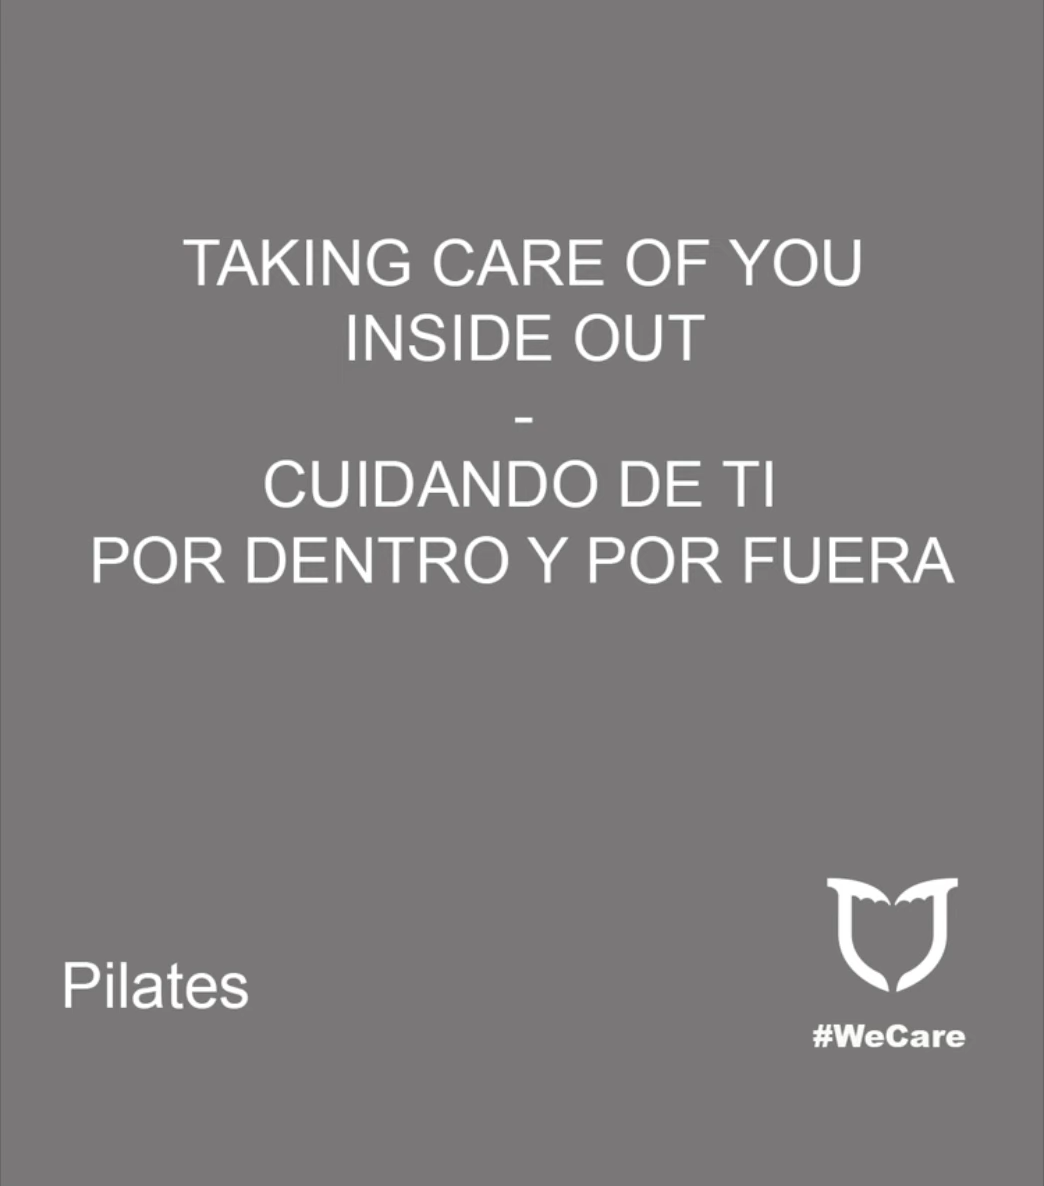 TAKING CARE OF YOU
INSIDE OUT
-
CUIDANDO DE TI
POR DENTRO Y POR FUERA
Pilates
#WeCare